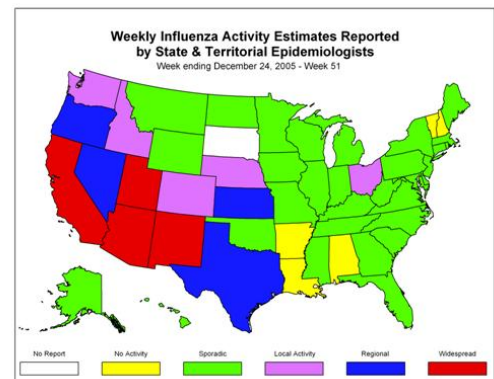 Weekly Influenza Activity Estimates Reported
by State & Territorial Epidemiologists
Week ending December 24, 2005 - Week 51
No Report
No Activity
Sporadic
Local Activity
Regional
Widespread